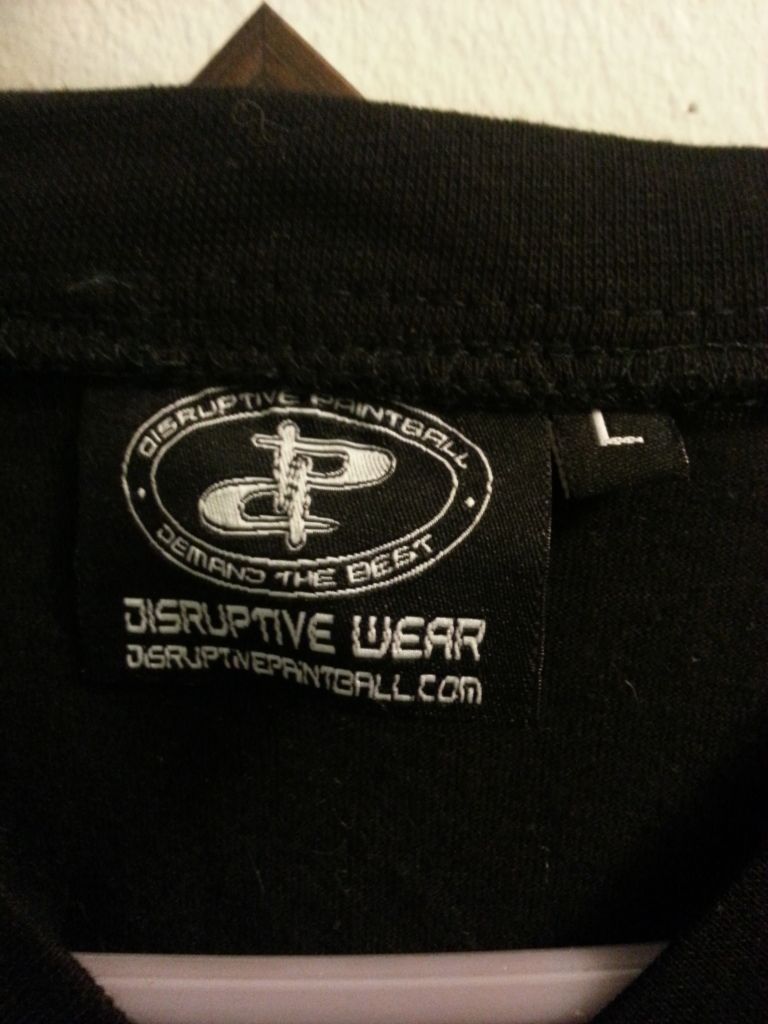 DISRUPTIVE PAINTBALL
DEMAND THE BEST
DISRUPTIVE WEAR
DISRUPTIVEPAINTBALL.COM
L